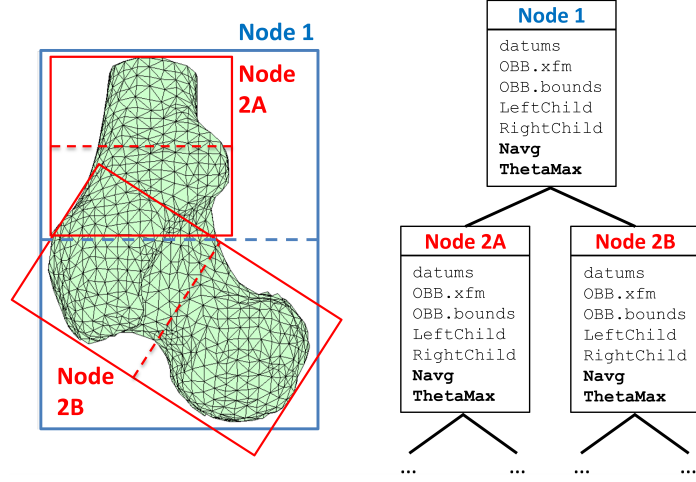 Node 1
Node
2A
Node
2B
Node 1
datums
OBB.xfm
OBB.bounds
LeftChild
RightChild
Navg
ThetaMax
Node 2A
datums
OBB.xfm
OBB.bounds
LeftChild
RightChild
Navg
ThetaMax
Node 2B
datums
OBB.xfm
OBB.bounds
LeftChild
RightChild
Navg
ThetaMax
... ... ... ...